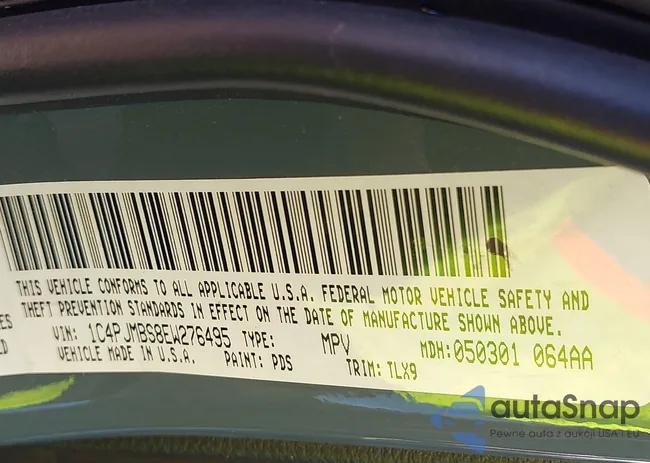 THIS VEHICLE CONFORMS TO ALL APPLICABLE U.S.A. FEDERAL MOTOR VEHICLE SAFETY AND
THEFT PREVENTION STANDARDS IN EFFECT ON THE DATE OF MANUFACTURE SHOWN ABOVE.
ES
VIN: 1C4PJMBS8EW276495 TYPE: MPV MDH:050301 064AA
D
VEHICLE MADE IN U.S.A. PAINT: PDS TRIM: TLX9
autaSnap
Pewne auta z aukcji USA i EU